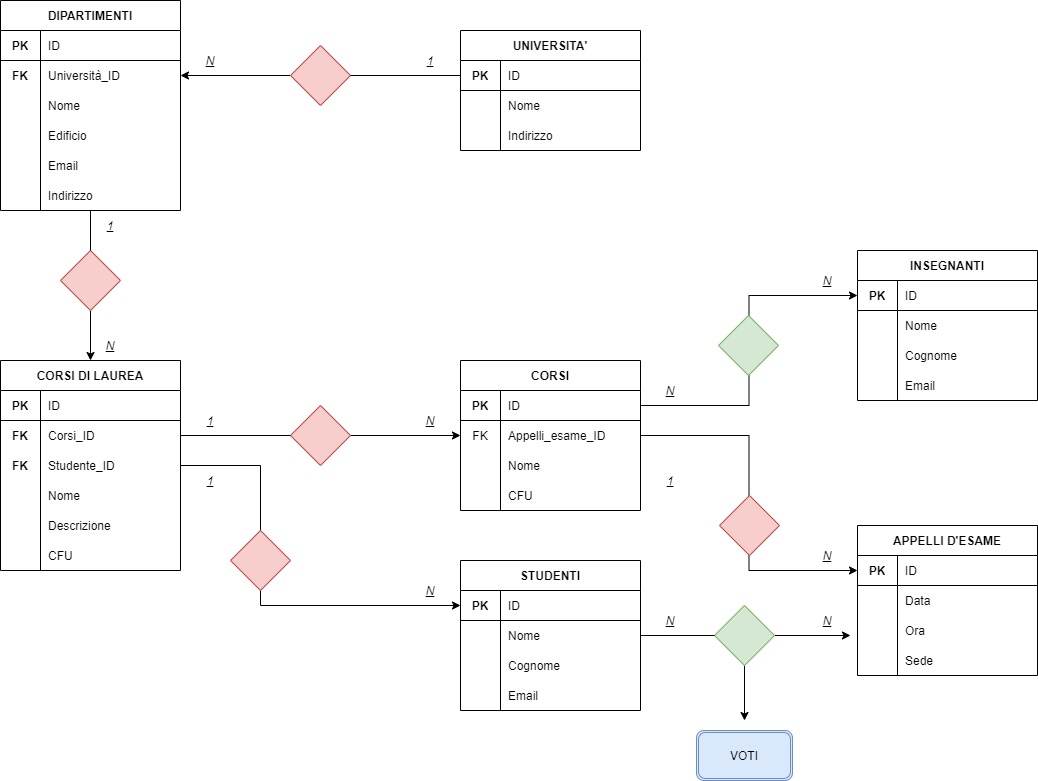 DIPARTIMENTI
PK ID
FK Università_ID
Nome
Edificio
Email
Indirizzo
N
1
UNIVERSITA'
PK ID
Nome
Indirizzo
1
N
CORSI DI LAUREA
PK ID
FK Corsi_ID
FK Studente_ID
Nome
Descrizione
CFU
1
N
1
N
CORSI
PK ID
FK Appelli_esame_ID
Nome
CFU
N
N
1
N
INSEGNANTI
PK ID
Nome
Cognome
Email
STUDENTI
PK ID
Nome
Cognome
Email
N
N
APPELLI D'ESAME
PK ID
Data
Ora
Sede
VOTI